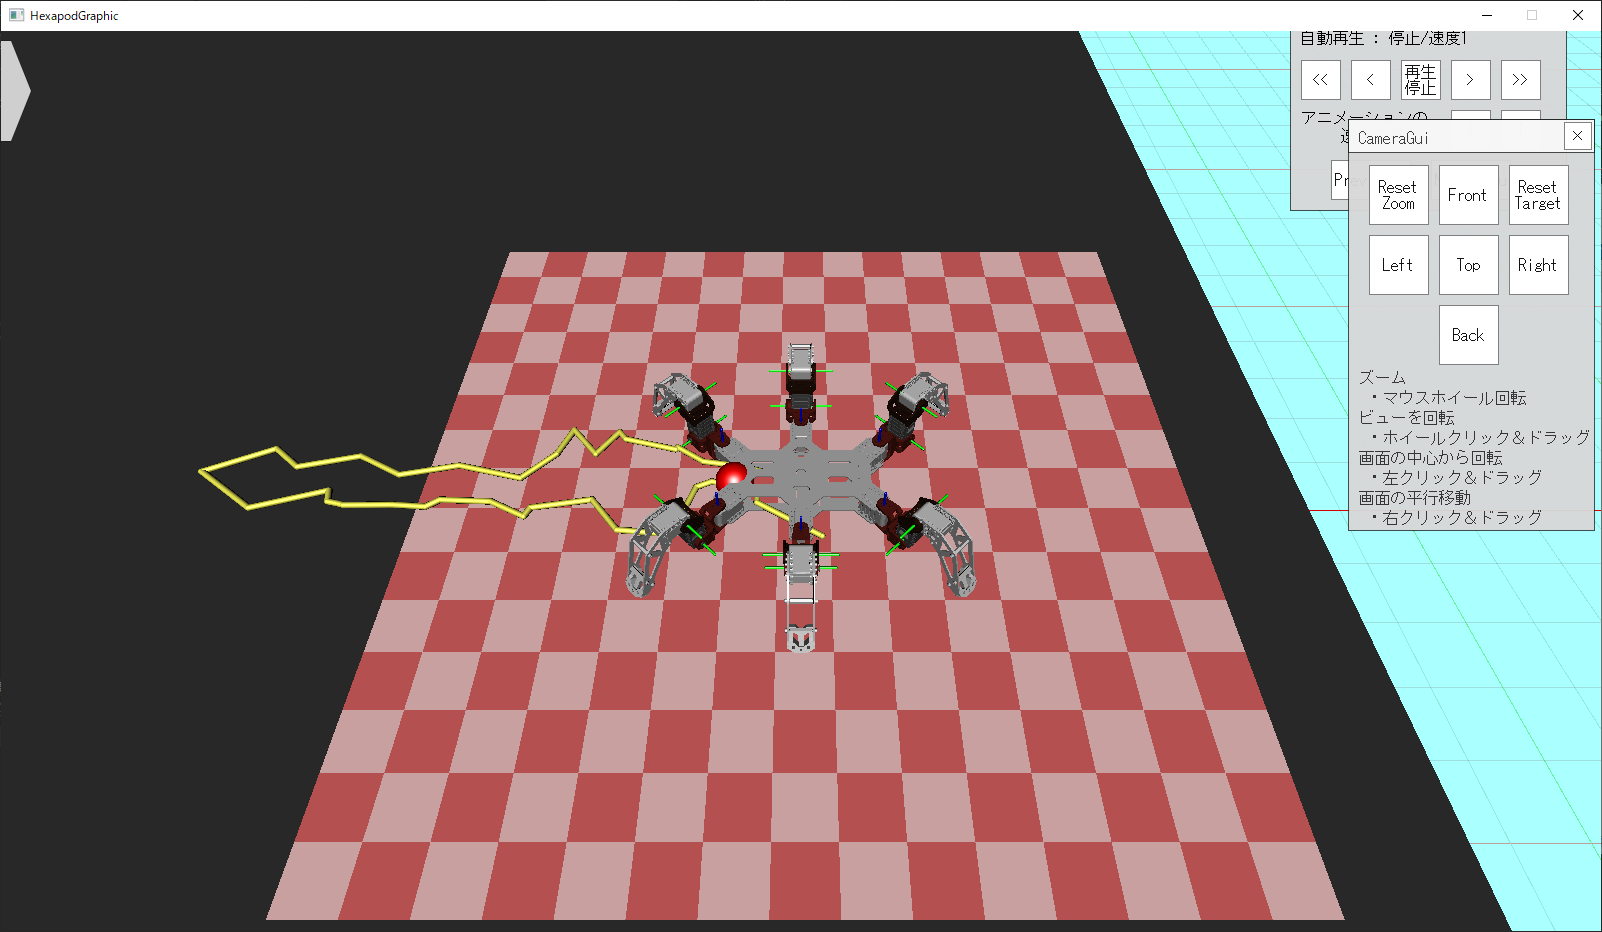 HexapodGraphic
自動再生 : 停止/速度1
<<
<
再生
停止
>
>>
アニメーションの
CameraGui
Reset
Zoom
Front
Reset
Target
Left
Top
Right
Back
ズーム
・マウスホイール回転
ビューを回転
・ホイールクリック＆ドラッグ
画面の中心から回転
・左クリック＆ドラッグ
画面の平行移動
・右クリック＆ドラッグ